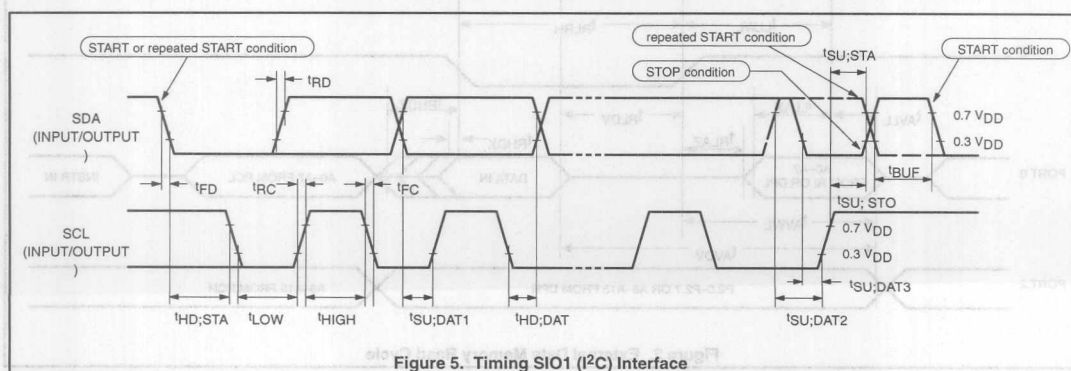 START or repeated START condition
repeated START condition
START condition
STOP condition
tSU;STA
tRD
SDA
(INPUT/OUTPUT
)
0.7 VDD
0.3 VDD
tFD
tRC
tFC
tBUF
tSU; STO
SCL
(INPUT/OUTPUT
)
0.7 VDD
0.3 VDD
tSU;DAT3
tHD;STA
tLOW
tHIGH
tSU;DAT1
tHD;DAT
tSU;DAT2
Figure 5. Timing SIO1 (I²C) Interface